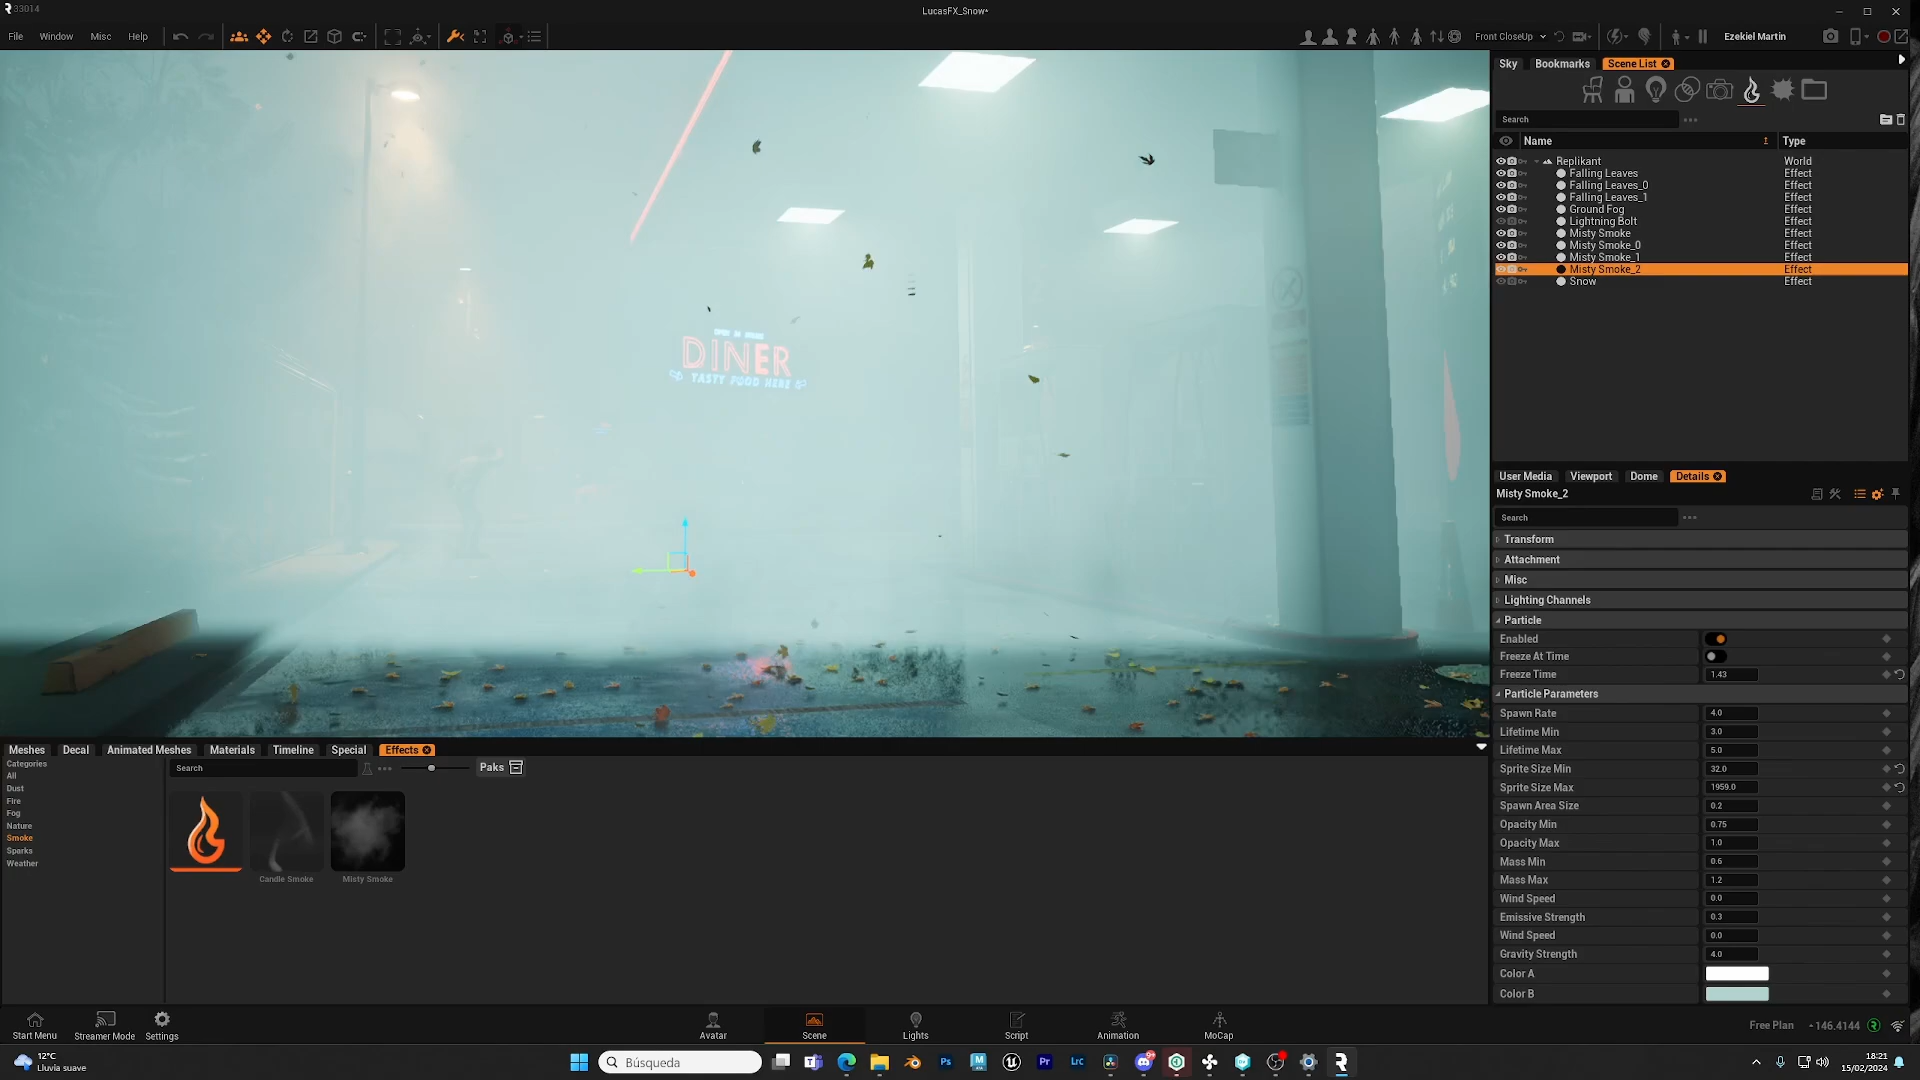 33014
LucasFX_Snow*
File
Window
Misc
Help
Front CloseUp
Ezekiel Martin
Sky
Bookmarks
Scene List
Search
Name
Type
Replikant
World
Falling Leaves
Effect
Falling Leaves_0
Effect
Falling Leaves_1
Effect
Ground Fog
Effect
Lightning Bolt
Effect
Misty Smoke
Effect
Misty Smoke_0
Effect
Misty Smoke_1
Effect
Misty Smoke_2
Effect
Snow
Effect
DINER
TASTY FOOD HERE
User Media
Viewport
Dome
Details
Misty Smoke_2
Search
Transform
Attachment
Misc
Lighting Channels
Particle
Enabled
Freeze At Time
Freeze Time
1.43
Particle Parameters
Spawn Rate
4.0
Lifetime Min
3.0
Lifetime Max
5.0
Sprite Size Min
32.0
Sprite Size Max
1959.0
Spawn Area Size
0.2
Opacity Min
0.75
Opacity Max
1.0
Mass Min
0.6
Mass Max
1.2
Wind Speed
0.0
Emissive Strength
0.3
Wind Speed
0.0
Gravity Strength
4.0
Color A
Color B
Meshes
Decal
Animated Meshes
Materials
Timeline
Special
Effects
Categories
All
Dust
Fire
Fog
Nature
Smoke
Sparks
Weather
Search
Paks
Candle Smoke
Misty Smoke
Start Menu
Streamer Mode
Settings
Avatar
Scene
Lights
Script
Animation
MoCap
Free Plan
146.4144
12°C
Lluvia suave
Búsqueda
Ps
Pr
Lrc
18:21
15/02/2024